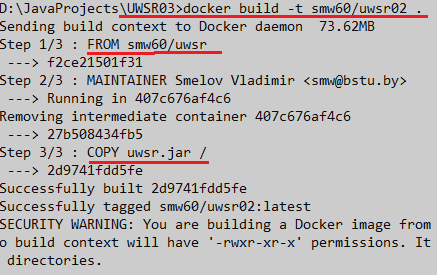 D:\JavaProjects\UWSR03>docker build -t smw60/uwsr02 .
Sending build context to Docker daemon  73.62MB
Step 1/3 : FROM smw60/uwsr
 ---> f2ce21501f31
Step 2/3 : MAINTAINER Smelov Vladimir <smw@bstu.by>
 ---> Running in 407c676af4c6
Removing intermediate container 407c676af4c6
 ---> 27b508434fb5
Step 3/3 : COPY uwsr.jar /
 ---> 2d9741fdd5fe
Successfully built 2d9741fdd5fe
Successfully tagged smw60/uwsr02:latest
SECURITY WARNING: You are building a Docker image from
o build context will have '-rwxr-xr-x' permissions. It
 directories.